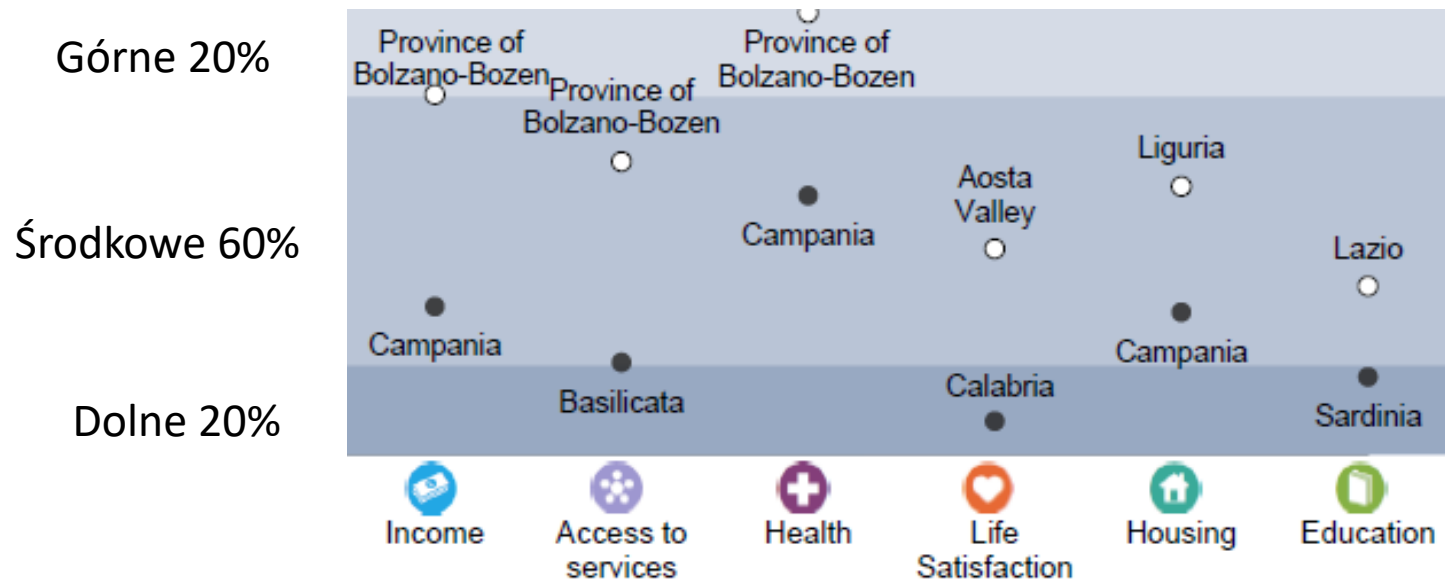 Górne 20%
Province of
Bolzano-Bozen
Province of
Bolzano-Bozen
Province of
Bolzano-Bozen
Liguria
Aosta
Valley
Środkowe 60%
Campania
Lazio
Campania
Campania
Dolne 20%
Basilicata
Calabria
Sardinia
Income
Access to
services
Health
Life
Satisfaction
Housing
Education